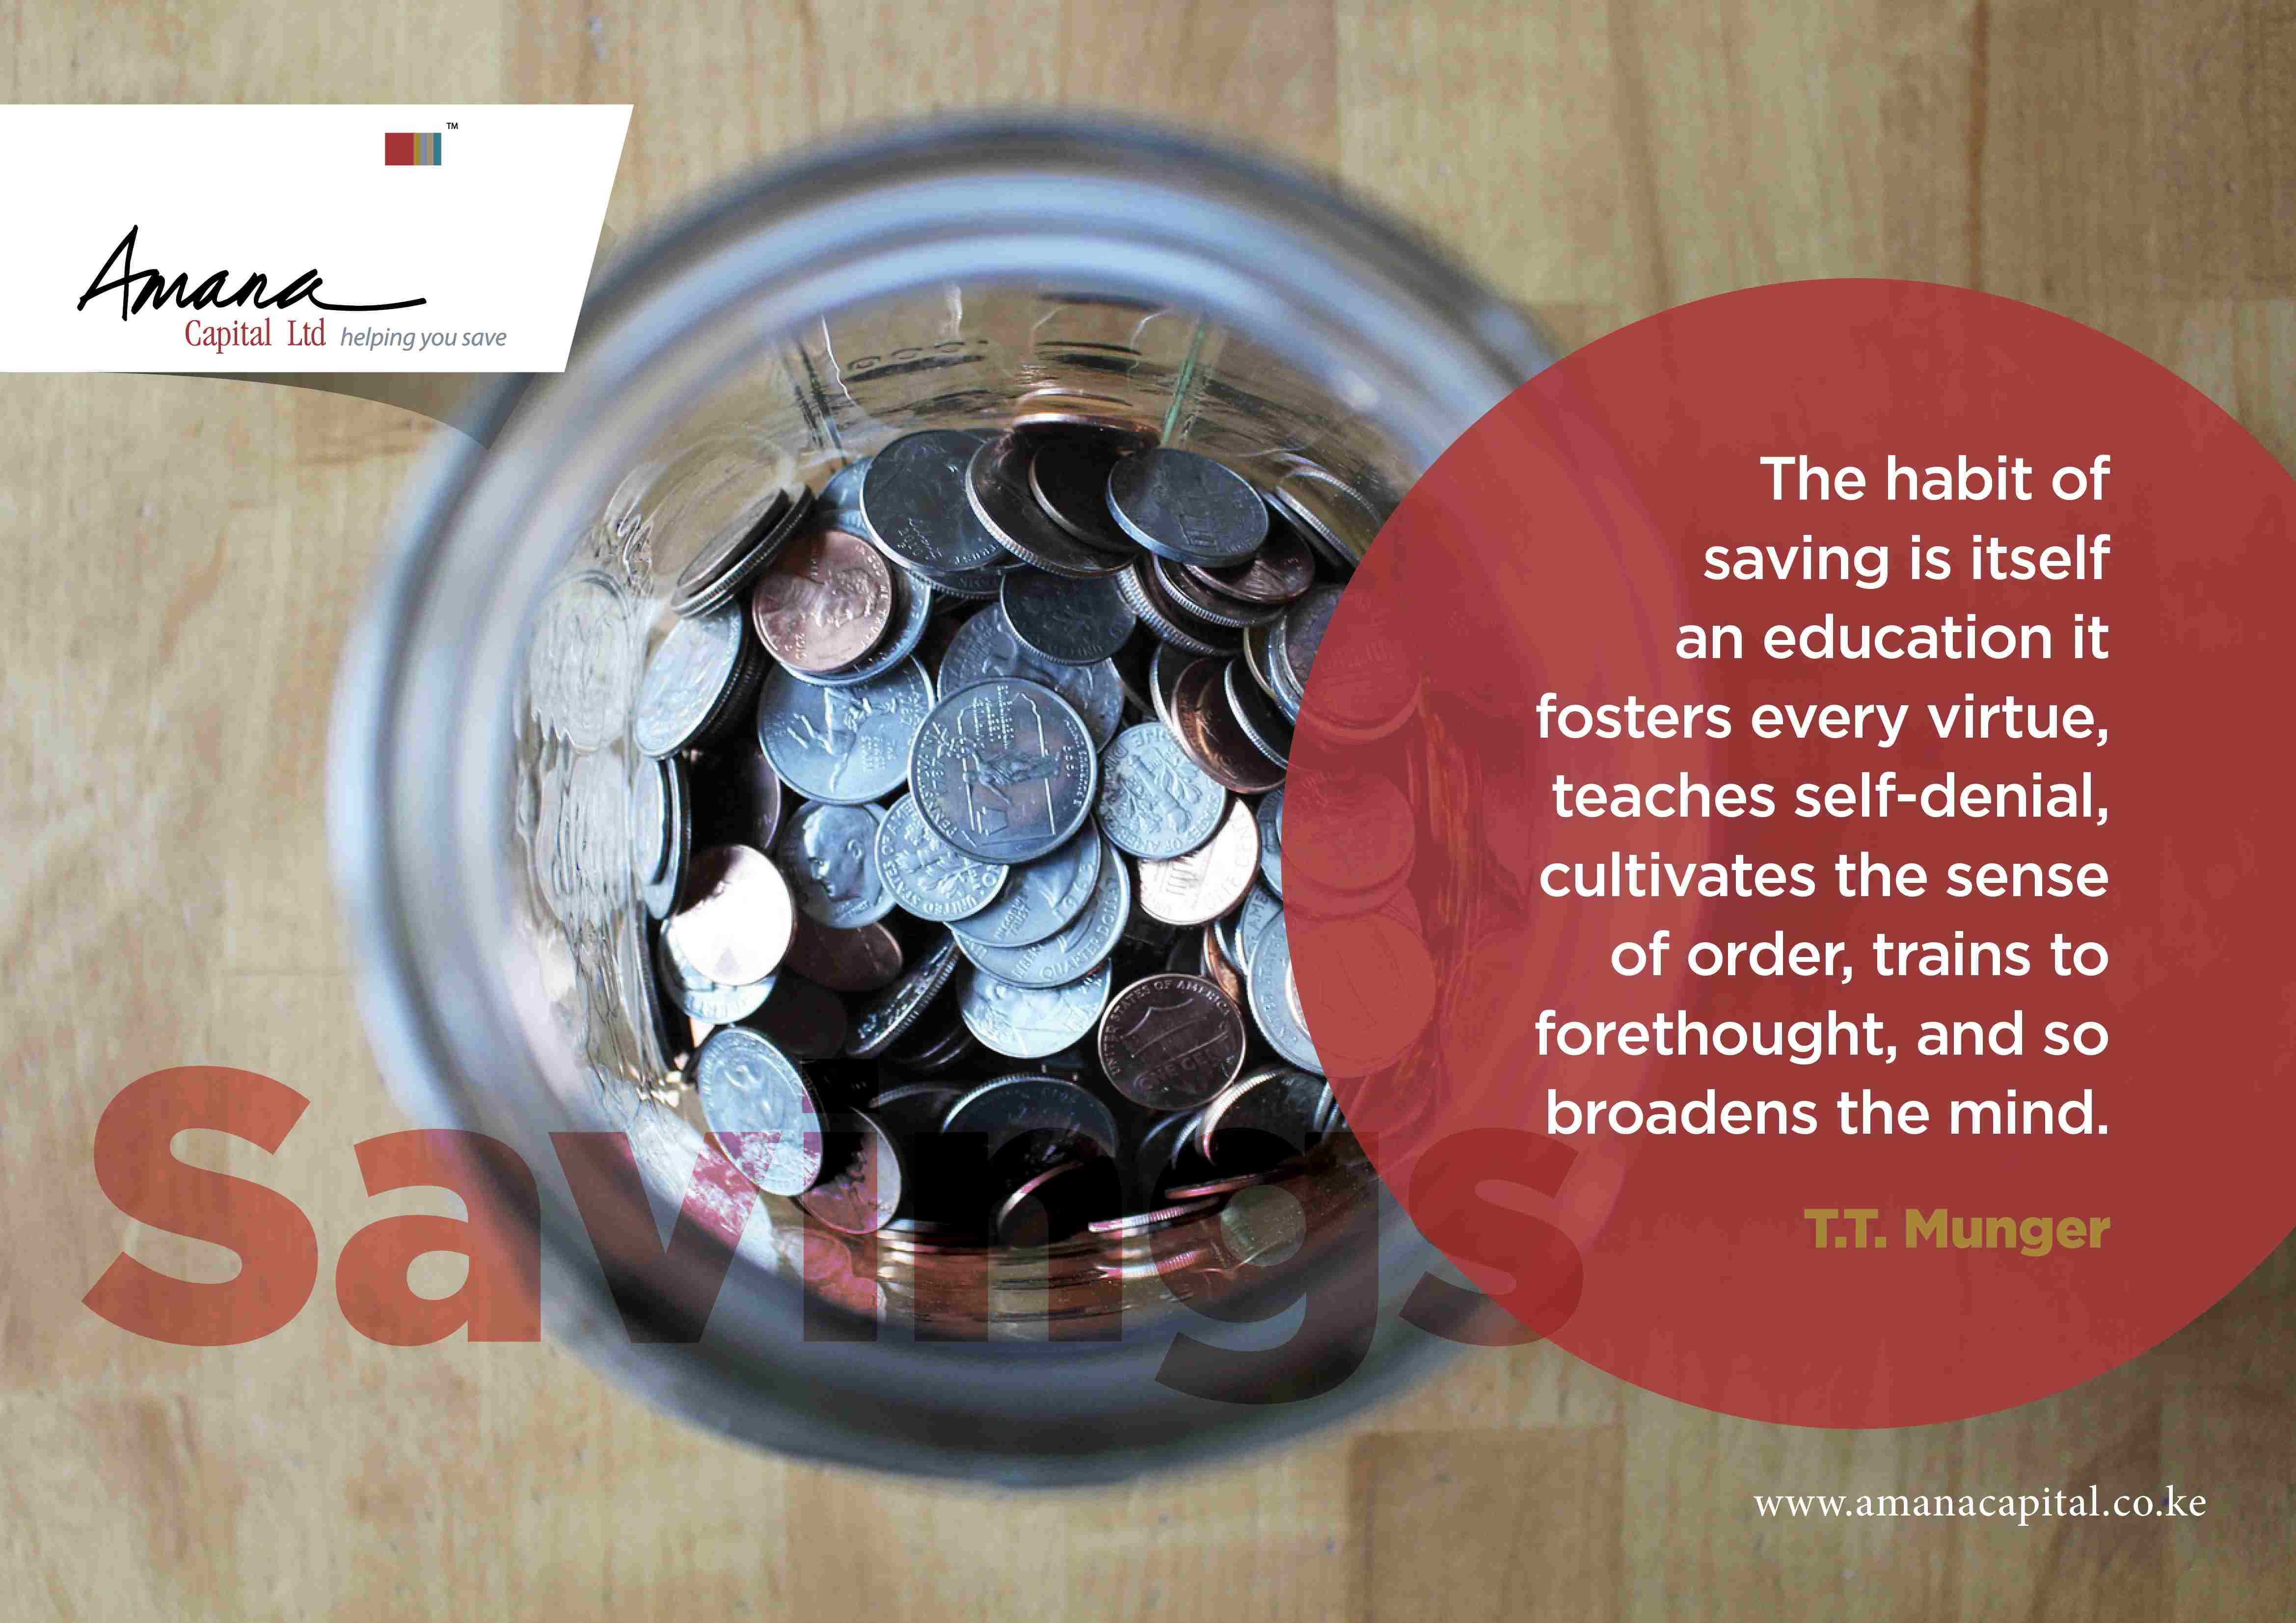 TM
Amana
Capital Ltd helping you save
The habit of
saving is itself
an education it
fosters every virtue,
teaches self-denial,
cultivates the sense
of order, trains to
forethought, and so
broadens the mind.
T.T. Munger
Savings
www.amanacapital.co.ke